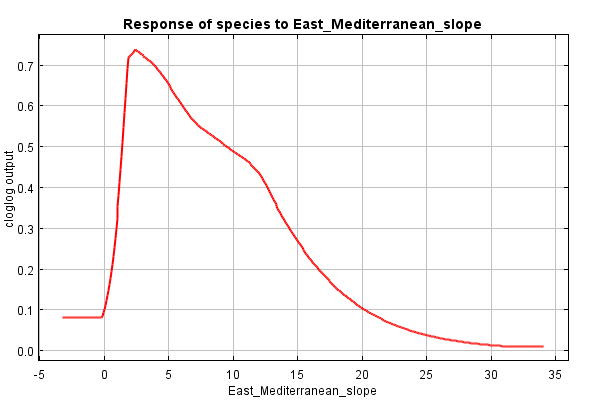 Response of species to East_Mediterranean_slope
cloglog output
0.7
0.6
0.5
0.4
0.3
0.2
0.1
0.0
-5 0 5 10 15 20 25 30 35
East_Mediterranean_slope